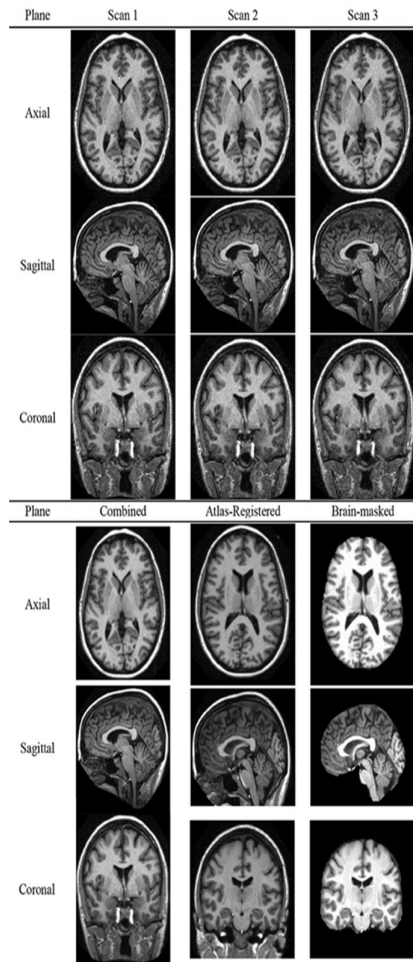 Plane Scan 1 Scan 2 Scan 3
Axial
Sagittal
Coronal
Plane Combined Atlas-Registered Brain-masked
Axial
Sagittal
Coronal